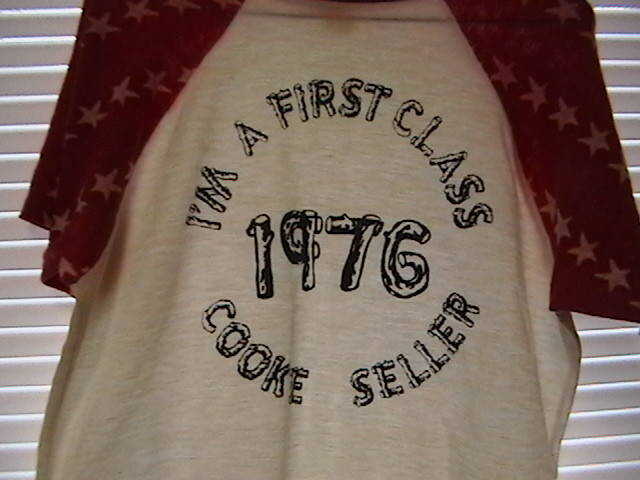 I'M A FIRST CLASS
1976
COOKE SELLER